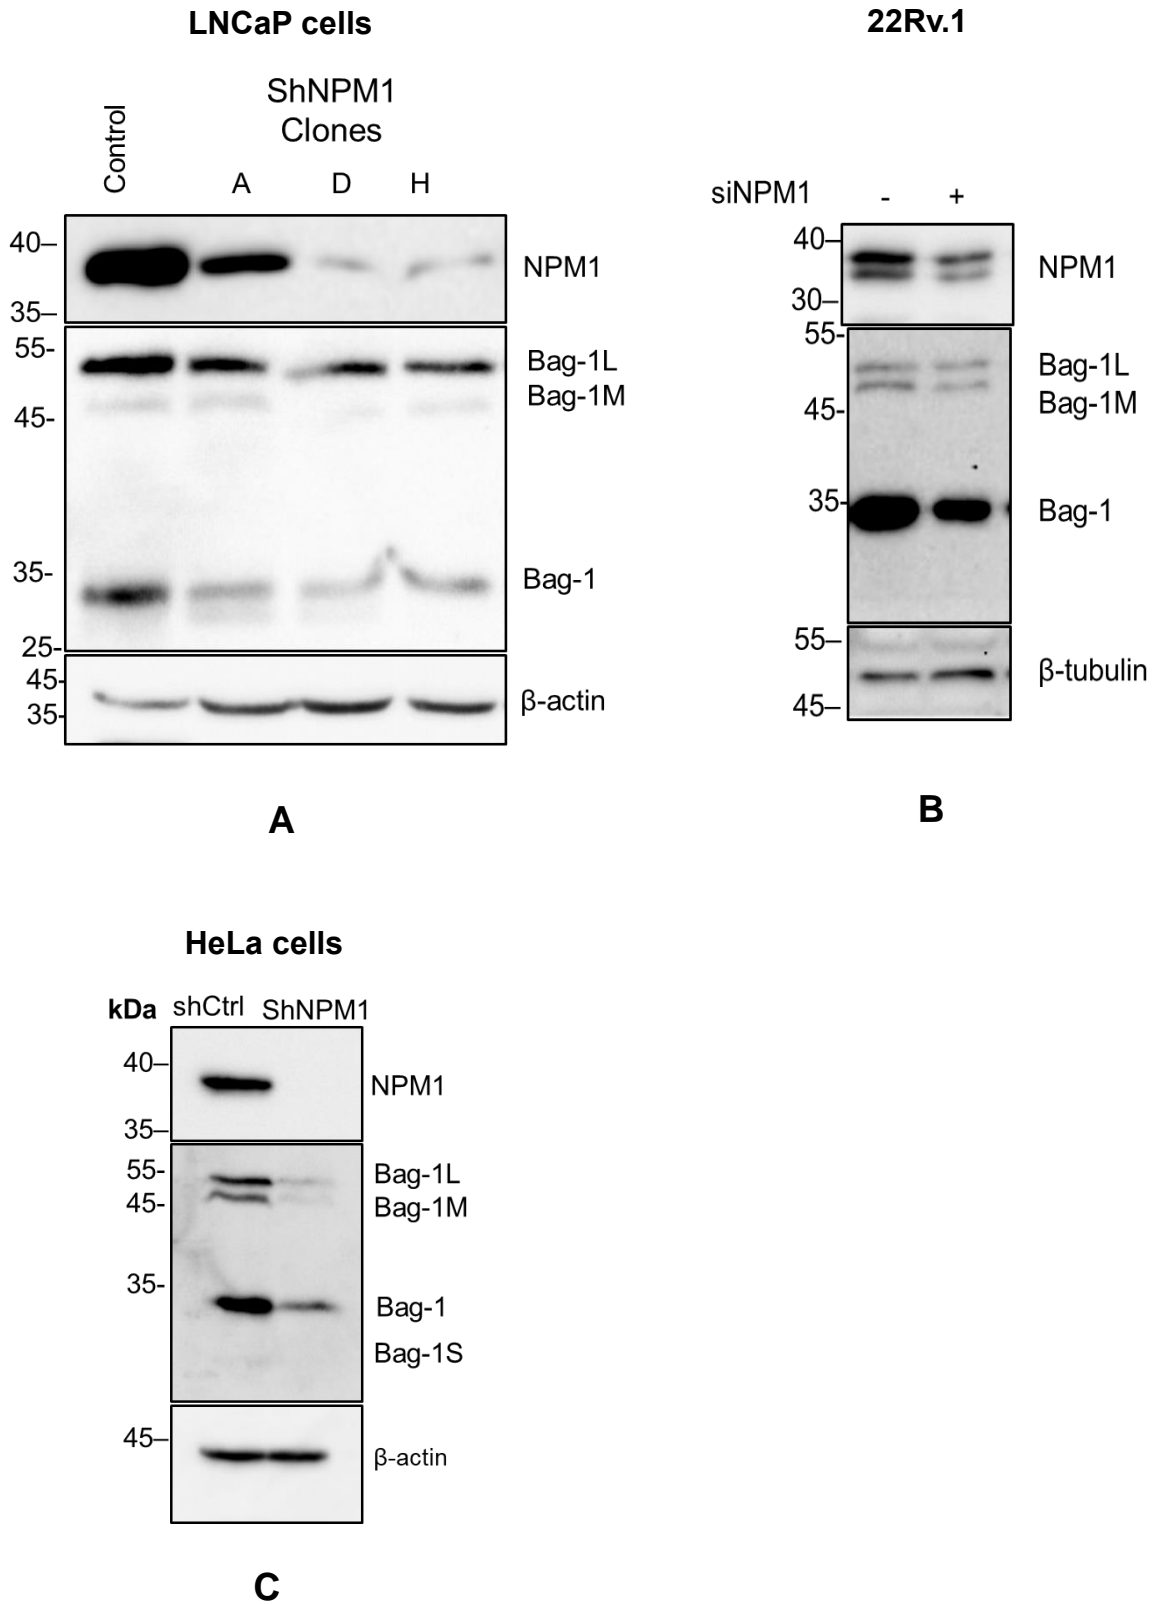 LNCaP cells
Control
ShNPM1
Clones
A D H
40–
35–
NPM1
55-
45-
35-
25-
Bag-1L
Bag-1M
Bag-1
45-
35-
β-actin
A
22Rv.1
siNPM1 - +
40–
30–
NPM1
55-
45-
35-
Bag-1L
Bag-1M
Bag-1
55–
45–
β-tubulin
B
HeLa cells
kDa shCtrl ShNPM1
40–
35–
NPM1
55-
45-
35-
Bag-1L
Bag-1M
Bag-1
Bag-1S
45–
β-actin
C